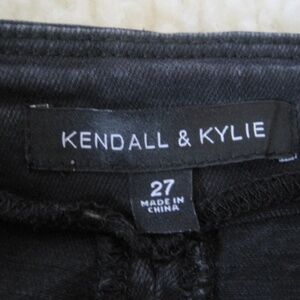 KENDALL & KYLIE
27
MADE IN
CHINA